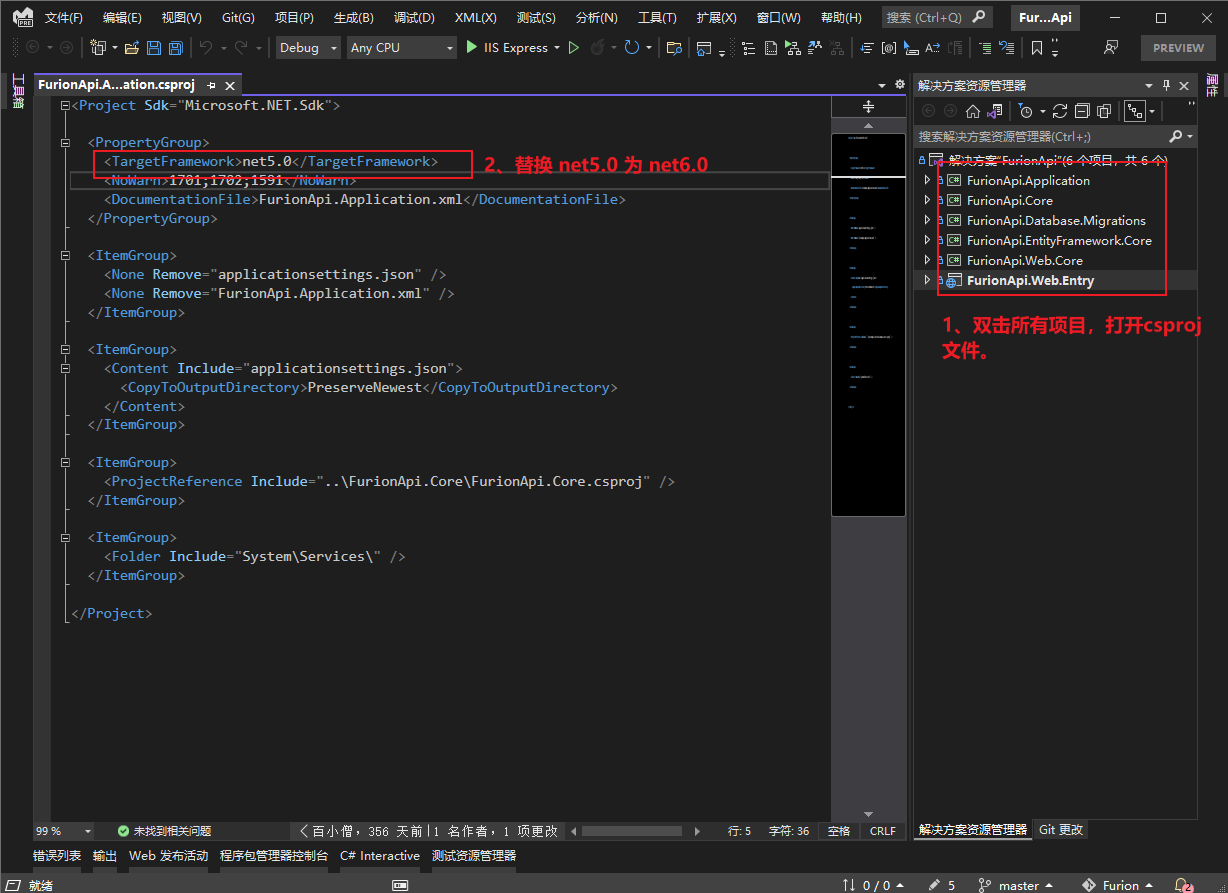 文件(F) 编辑(E) 视图(V) Git(G) 项目(P) 生成(B) 调试(D) XML(X) 测试(S) 分析(N) 工具(T) 扩展(X) 窗口(W) 帮助(H) 搜索 (Ctrl+Q) Fur...Api
Debug Any CPU IIS Express PREVIEW
工具箱
FurionApi.A...ation.csproj
<Project Sdk="Microsoft.NET.Sdk">
<PropertyGroup>
<TargetFramework>net5.0</TargetFramework>
2、替换 net5.0 为 net6.0
<NoWarn>1701;1702;1591</NoWarn>
<DocumentationFile>FurionApi.Application.xml</DocumentationFile>
</PropertyGroup>
<ItemGroup>
<None Remove="applicationsettings.json" />
<None Remove="FurionApi.Application.xml" />
</ItemGroup>
<ItemGroup>
<Content Include="applicationsettings.json">
<CopyToOutputDirectory>PreserveNewest</CopyToOutputDirectory>
</Content>
</ItemGroup>
<ItemGroup>
<ProjectReference Include="..\FurionApi.Core\FurionApi.Core.csproj" />
</ItemGroup>
<ItemGroup>
<Folder Include="System\Services\" />
</ItemGroup>
</Project>
99 % 未找到相关问题 百小僧，356 天前|1 名作者，1 项更改 行: 5 字符: 36 空格 CRLF
解决方案资源管理器
搜索解决方案资源管理器(Ctrl+;)
解决方案"FurionApi"(6 个项目，共 6 个)
FurionApi.Application
FurionApi.Core
FurionApi.Database.Migrations
FurionApi.EntityFramework.Core
FurionApi.Web.Core
FurionApi.Web.Entry
1、双击所有项目，打开csproj
文件。
解决方案资源管理器 Git 更改
属性
错误列表 输出 Web 发布活动 程序包管理器控制台 C# Interactive 测试资源管理器
就绪 0 / 0 5 master Furion 2